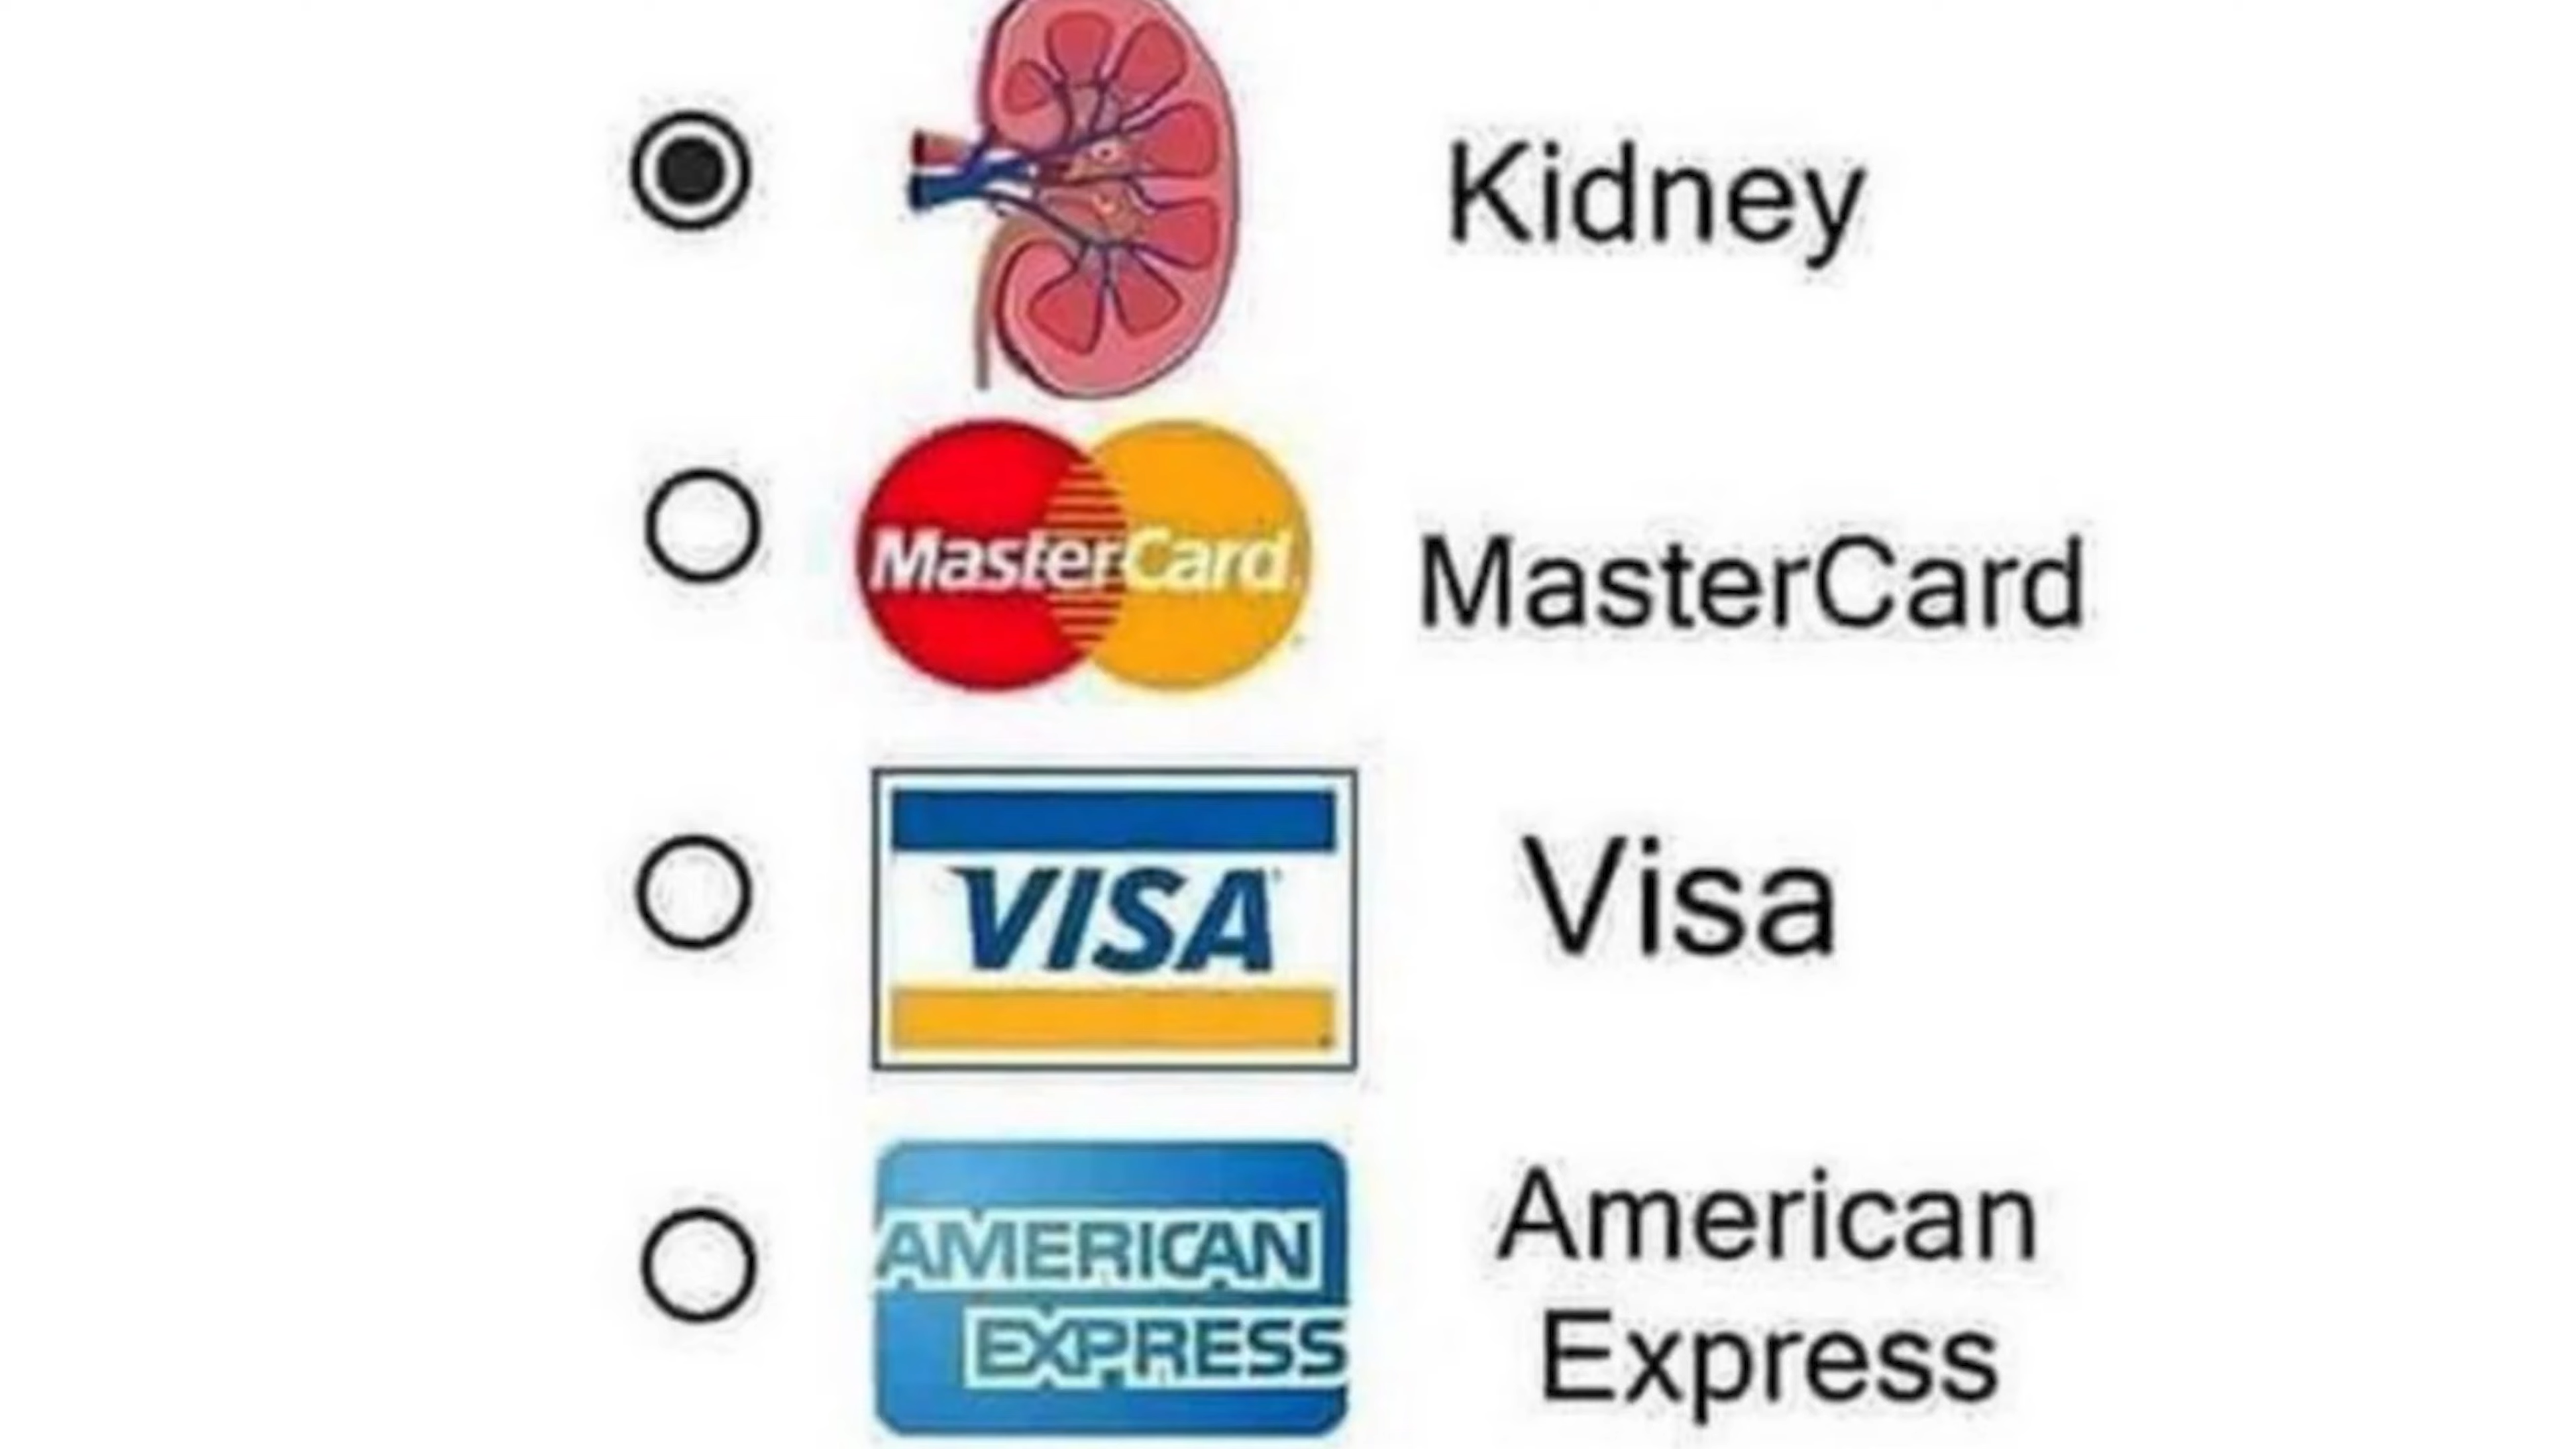 Kidney
MasterCard
MasterCard
VISA
Visa
AMERICAN
EXPRESS
American
Express